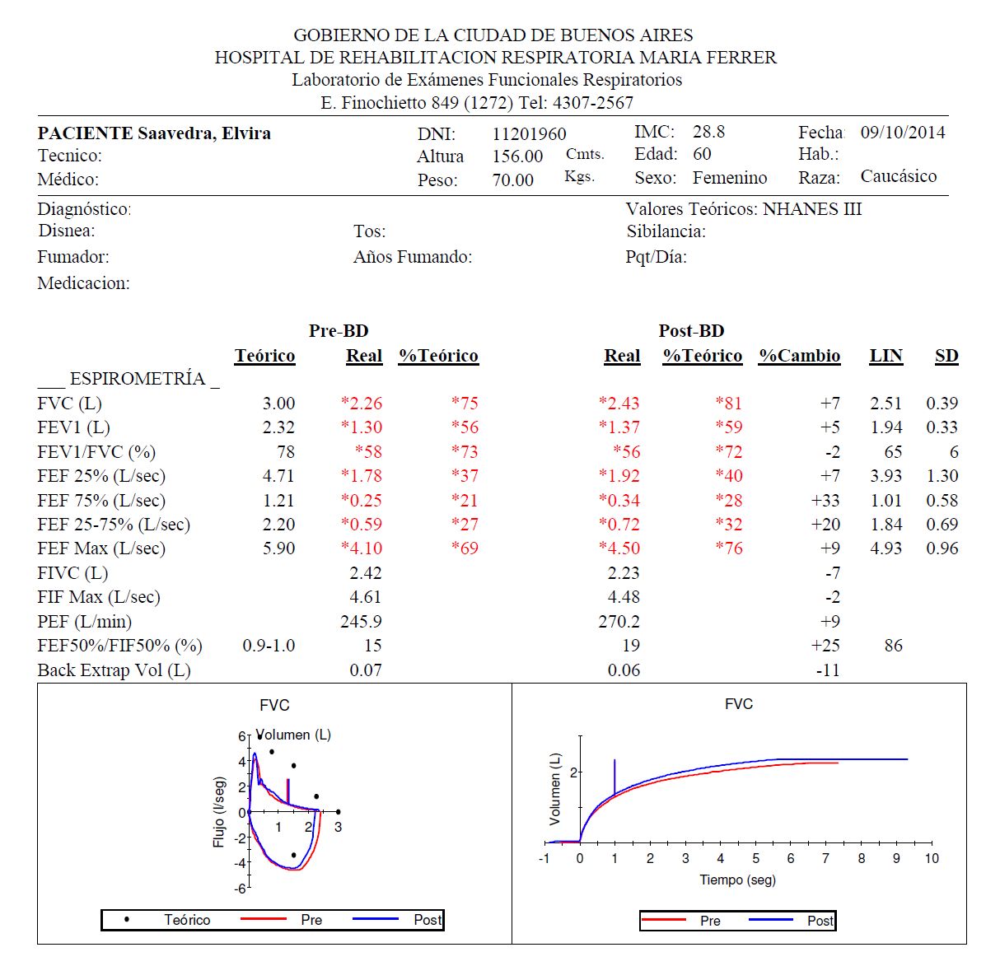 GOBIERNO DE LA CIUDAD DE BUENOS AIRES
HOSPITAL DE REHABILITACION RESPIRATORIA MARIA FERRER
Laboratorio de Exámenes Funcionales Respiratorios
E. Finochietto 849 (1272) Tel: 4307-2567
PACIENTE Saavedra, Elvira DNI: 11201960 IMC: 28.8 Fecha: 09/10/2014
Tecnico: Altura 156.00 Cmts. Edad: 60 Hab.:
Médico: Peso: 70.00 Kgs. Sexo: Femenino Raza: Caucásico
Diagnóstico: Valores Teóricos: NHANES III
Disnea: Tos: Sibilancia:
Fumador: Años Fumando: Pqt/Día:
Medicacion:
Pre-BD Post-BD
Teórico Real %Teórico Real %Teórico %Cambio LIN SD
___ ESPIROMETRÍA _
FVC (L) 3.00 *2.26 *75 *2.43 *81 +7 2.51 0.39
FEV1 (L) 2.32 *1.30 *56 *1.37 *59 +5 1.94 0.33
FEV1/FVC (%) 78 *58 *73 *56 *72 -2 65 6
FEF 25% (L/sec) 4.71 *1.78 *37 *1.92 *40 +7 3.93 1.30
FEF 75% (L/sec) 1.21 *0.25 *21 *0.34 *28 +33 1.01 0.58
FEF 25-75% (L/sec) 2.20 *0.59 *27 *0.72 *32 +20 1.84 0.69
FEF Max (L/sec) 5.90 *4.10 *69 *4.50 *76 +9 4.93 0.96
FIVC (L) 2.42 2.23 -7
FIF Max (L/sec) 4.61 4.48 -2
PEF (L/min) 245.9 270.2 +9
FEF50%/FIF50% (%) 0.9-1.0 15 19 +25 86
Back Extrap Vol (L) 0.07 0.06 -11
FVC
Volumen (L)
6
4
2
0
-2
-4
-6
1 2 3
Flujo (l/seg)
Teórico Pre Post
FVC
Volumen (L)
2
-1 0 1 2 3 4 5 6 7 8 9 10
Tiempo (seg)
Pre Post